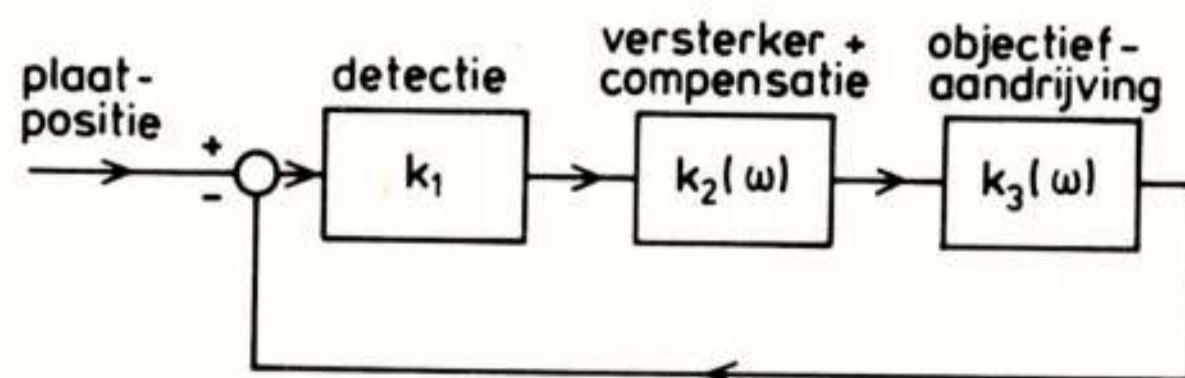 plaat-
positie
detectie
versterker +
compensatie
objectief-
aandrijving
+
-
k₁
k₂(ω)
k₃(ω)